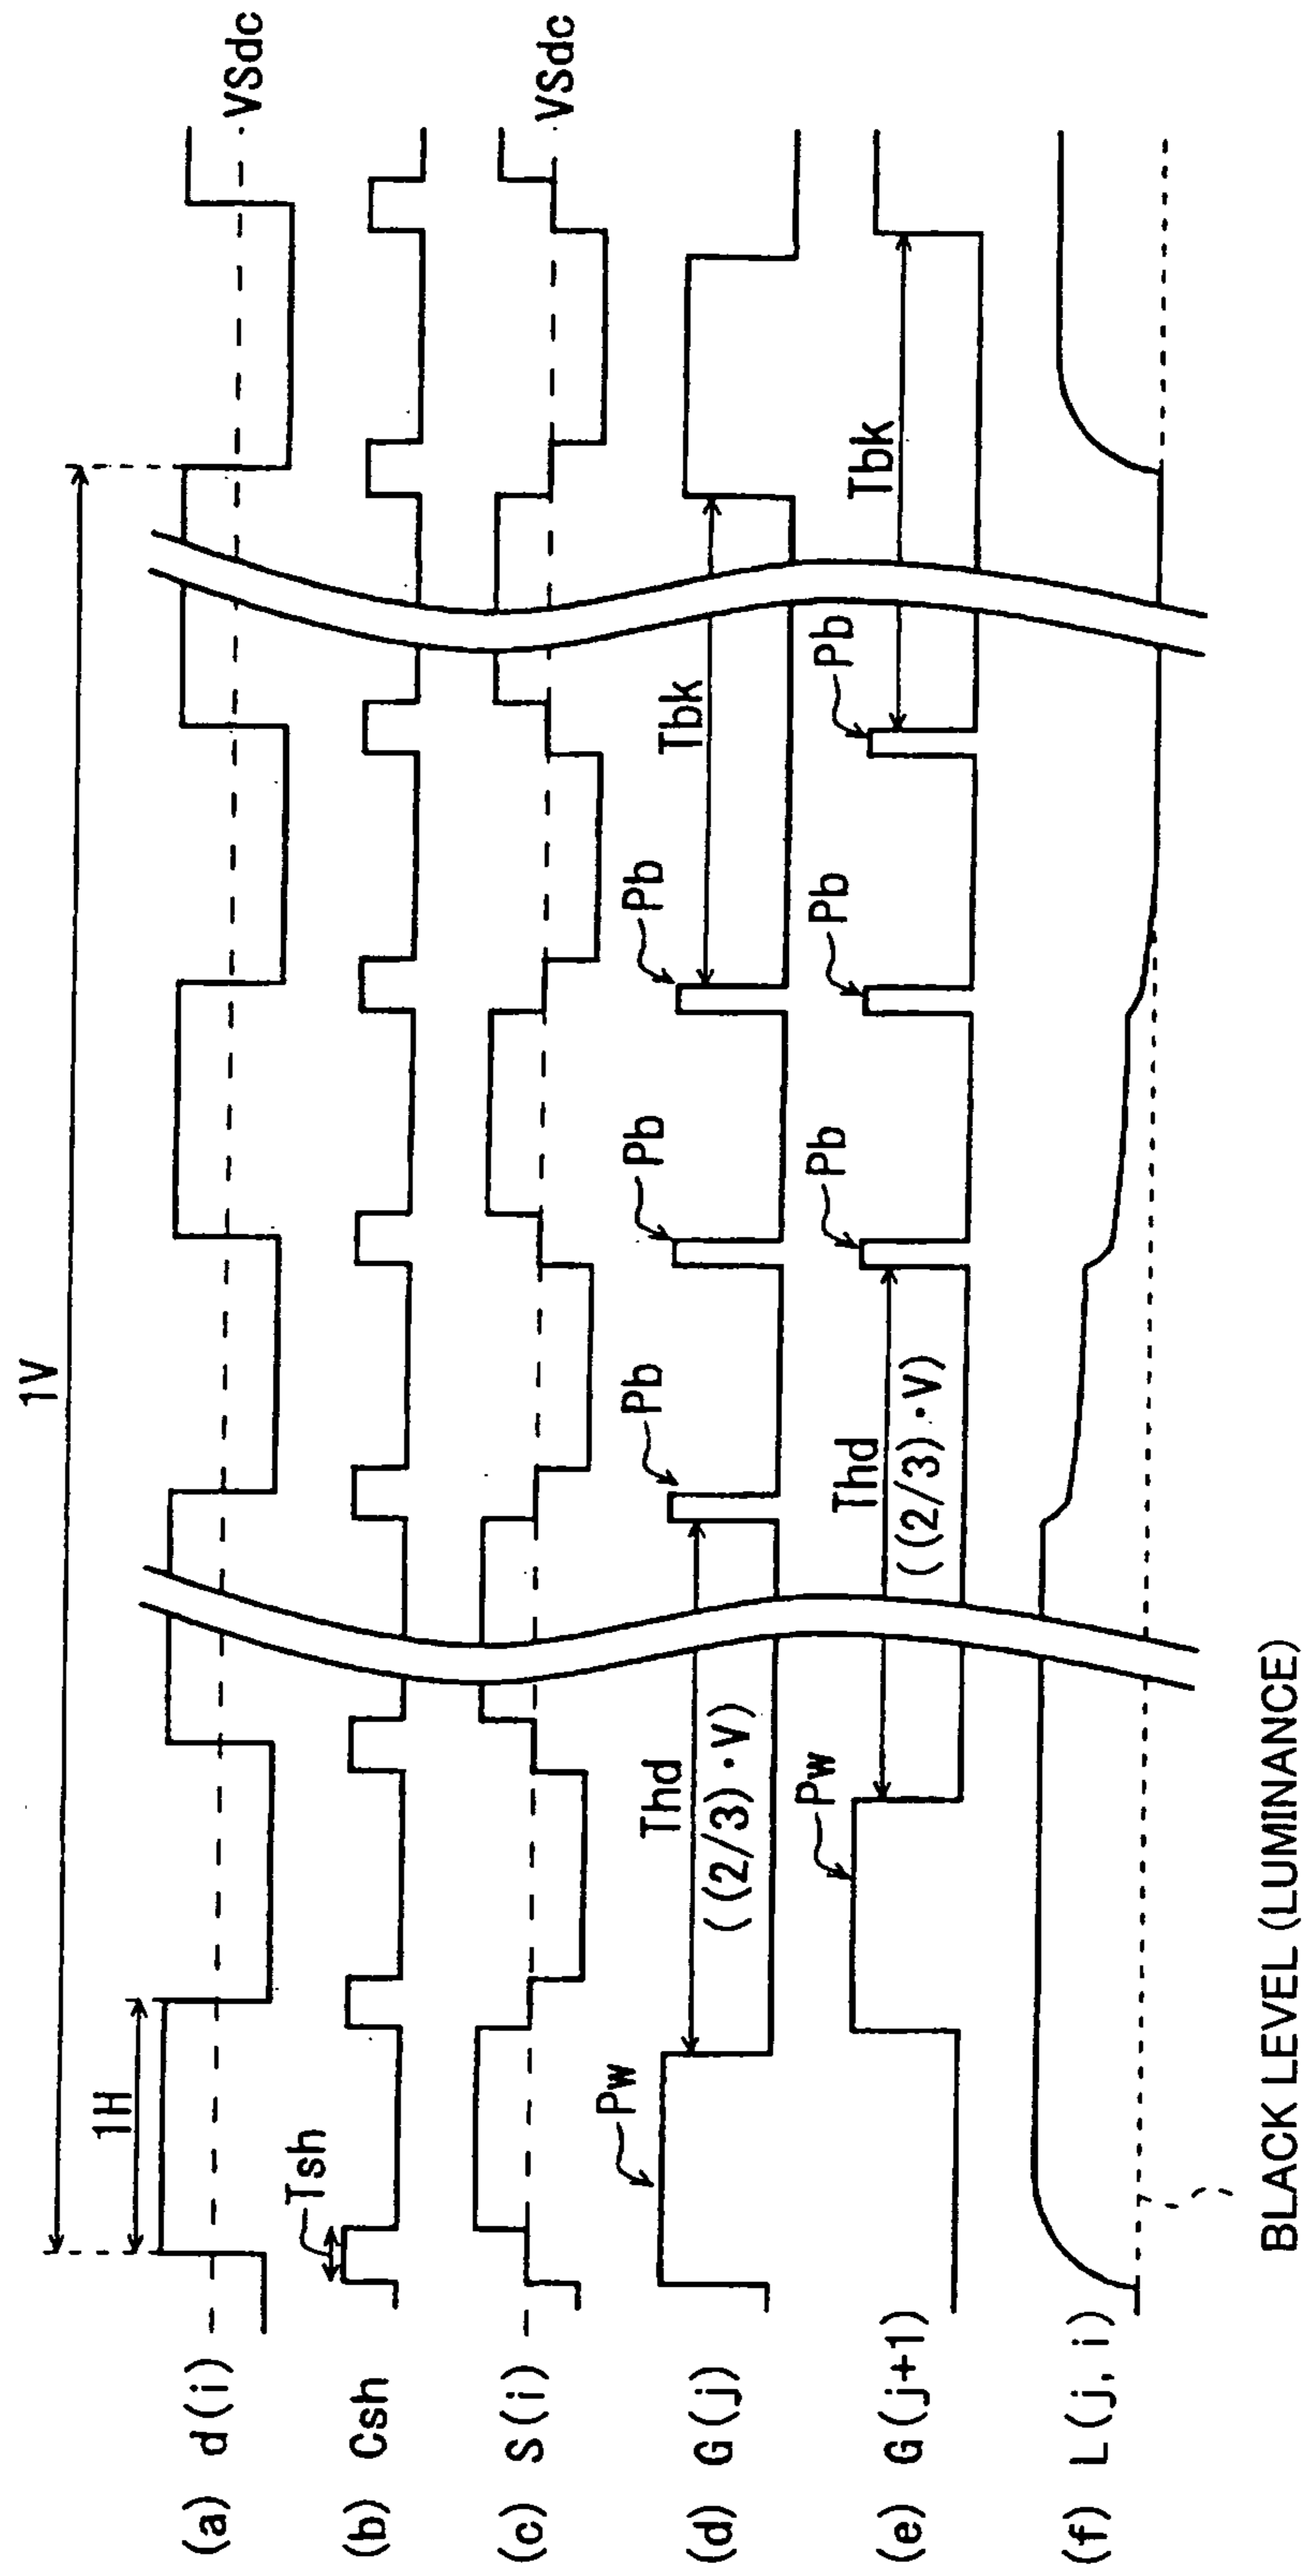 1V
1H
(a) d(i)
VSdc
Tsh
(b) Csh
(c) S(i)
VSdc
Pw
Thd
((2/3)·V)
Pb
Pb
Pb
Tbk
(d) G(j)
Pw
Thd
((2/3)·V)
Pb
Pb
Pb
Tbk
(e) G(j+1)
(f) L(j, i)
BLACK LEVEL (LUMINANCE)